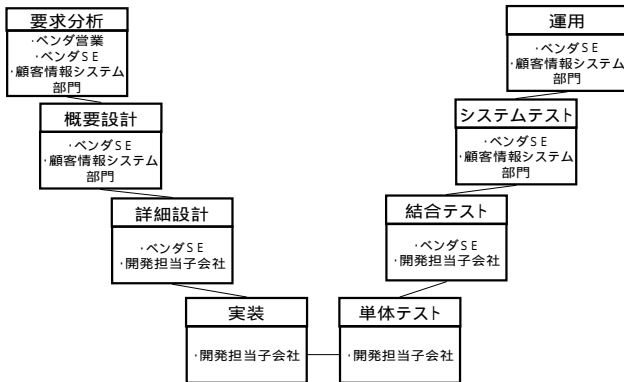 要求分析
・ベンダ営業
・ベンダSE
・顧客情報システム
部門
概要設計
・ベンダSE
・顧客情報システム
部門
詳細設計
・ベンダSE
・開発担当子会社
実装
・開発担当子会社
単体テスト
・開発担当子会社
結合テスト
・ベンダSE
・開発担当子会社
システムテスト
・ベンダSE
・顧客情報システム
部門
運用
・ベンダSE
・顧客情報システム
部門